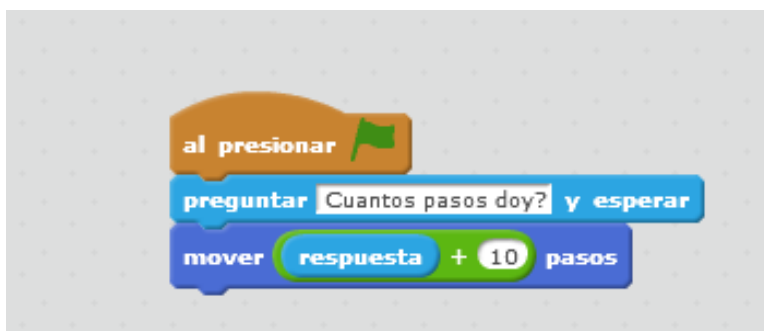 al presionar
preguntar Cuantos pasos doy? y esperar
mover respuesta + 10 pasos